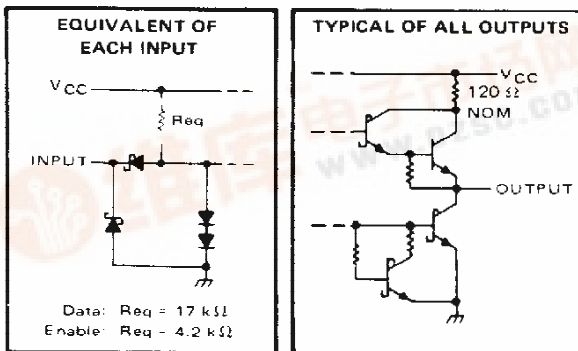 EQUIVALENT OF
EACH INPUT
VCC
Req
INPUT
Data: Req = 17 kΩ
Enable: Req = 4.2 kΩ
TYPICAL OF ALL OUTPUTS
VCC
120 Ω
NOM
OUTPUT